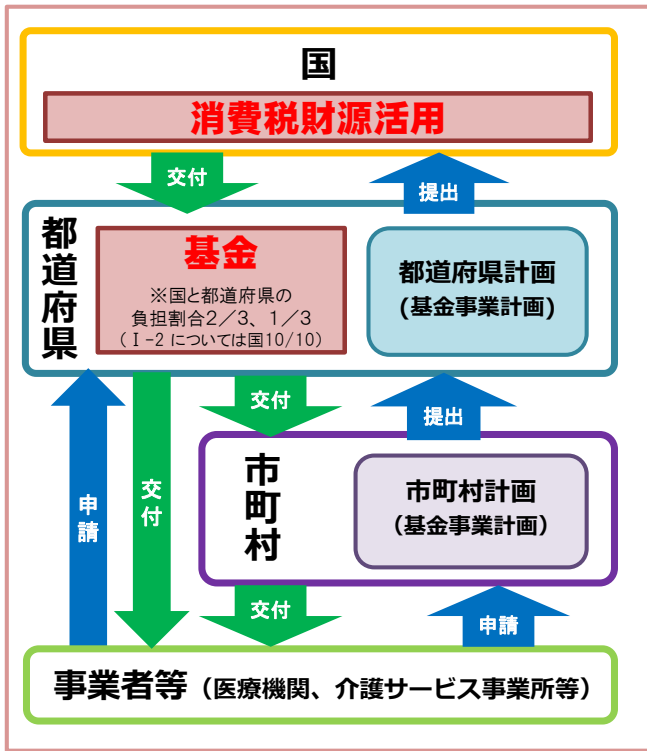 国
消費税財源活用
交付
提出
都道府県
基金
※国と都道府県の
負担割合2／3、1／3
(Ⅰ-2 については国10/10)
都道府県計画
(基金事業計画)
交付
提出
申請
交付
市町村
市町村計画
(基金事業計画)
交付
申請
事業者等（医療機関、介護サービス事業所等）